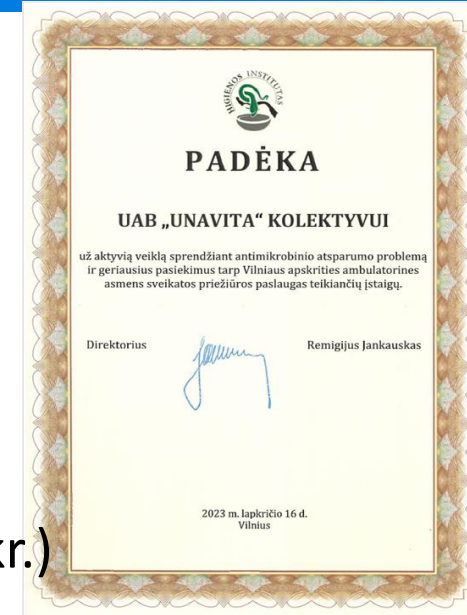 HIGIENOS INSTITUTAS
PADĖKA
UAB „UNAVITA“ KOLEKTYVUI
už aktyvią veiklą sprendžiant antimikrobinio atsparumo problemą
ir geriausius pasiekimus tarp Vilniaus apskrities ambulatorines
asmens sveikatos priežiūros paslaugas teikiančių įstaigų.
Direktorius
Remigijus Jankauskas
2023 m. lapkričio 16 d.
Vilnius
kr.)